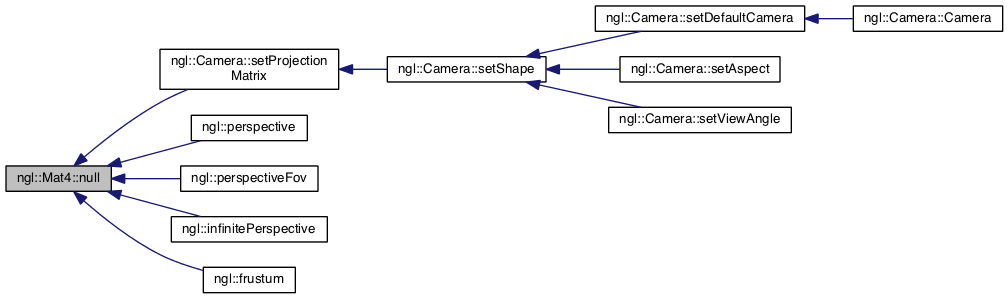 ngl::Camera::setDefaultCamera
ngl::Camera::Camera
ngl::Camera::setProjection
Matrix
ngl::Camera::setShape
ngl::Camera::setAspect
ngl::Camera::setViewAngle
ngl::perspective
ngl::Mat4::null
ngl::perspectiveFov
ngl::infinitePerspective
ngl::frustum